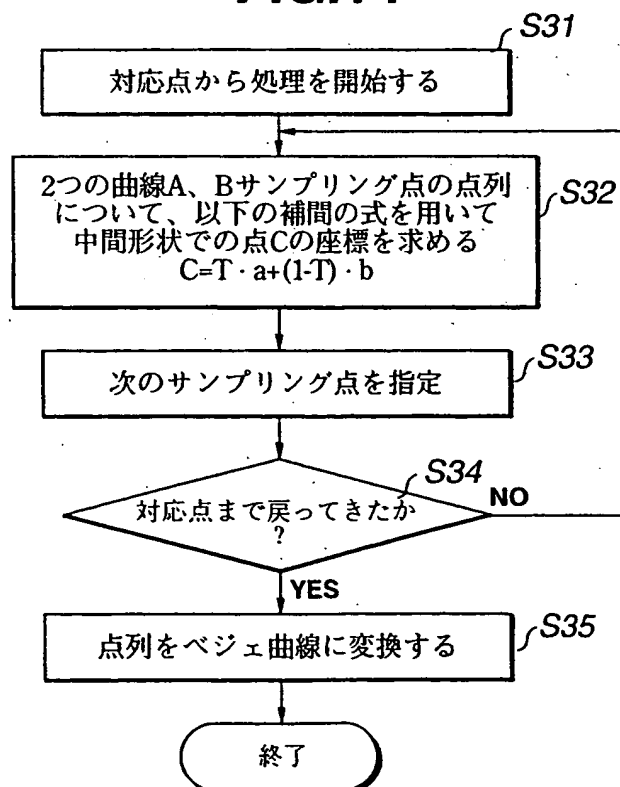 S31
対応点から処理を開始する
S32
2つの曲線A、Bサンプリング点の点列
について、以下の補間の式を用いて
中間形状での点Cの座標を求める
C=T・a+(1-T)・b
S33
次のサンプリング点を指定
S34
対応点まで戻ってきたか
?
NO
YES
S35
点列をベジェ曲線に変換する
終了